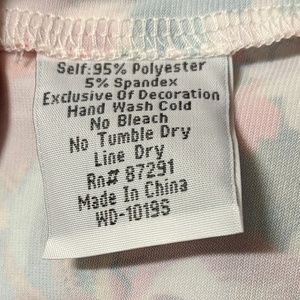 Self:95% Polyester
5% Spandex
Exclusive Of Decoration
Hand Wash Cold
No Bleach
No Tumble Dry
Line Dry
Rn# 87291
Made In China
WD-1019S